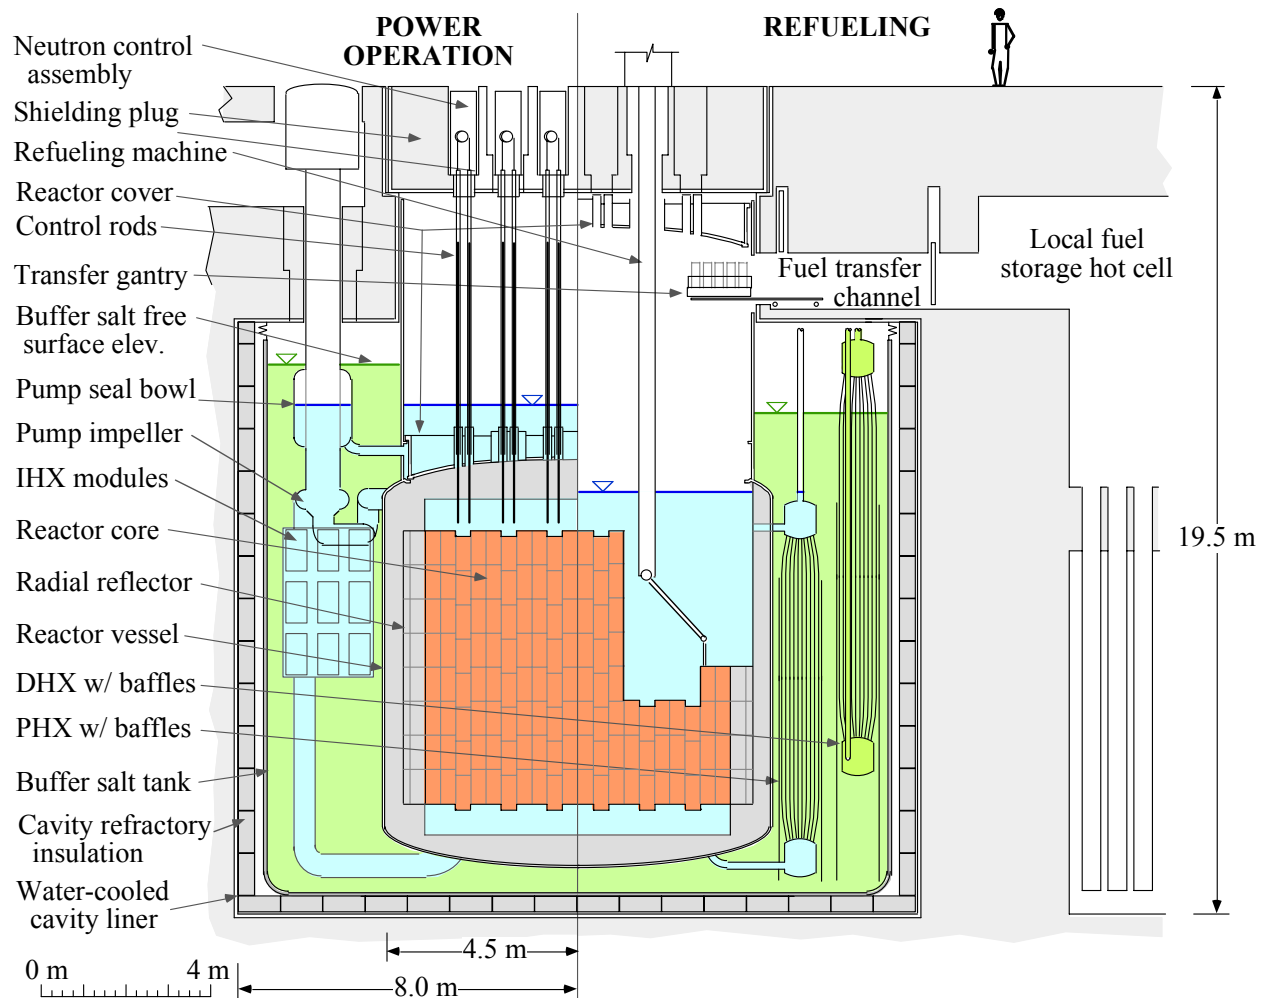 POWER
OPERATION
REFUELING
Neutron control
assembly
Shielding plug
Refueling machine
Reactor cover
Control rods
Transfer gantry
Buffer salt free
surface elev.
Pump seal bowl
Pump impeller
IHX modules
Reactor core
Radial reflector
Reactor vessel
DHX w/ baffles
PHX w/ baffles
Buffer salt tank
Cavity refractory
insulation
Water-cooled
cavity liner
Fuel transfer
channel
Local fuel
storage hot cell
19.5 m
4.5 m
8.0 m
0 m
4 m